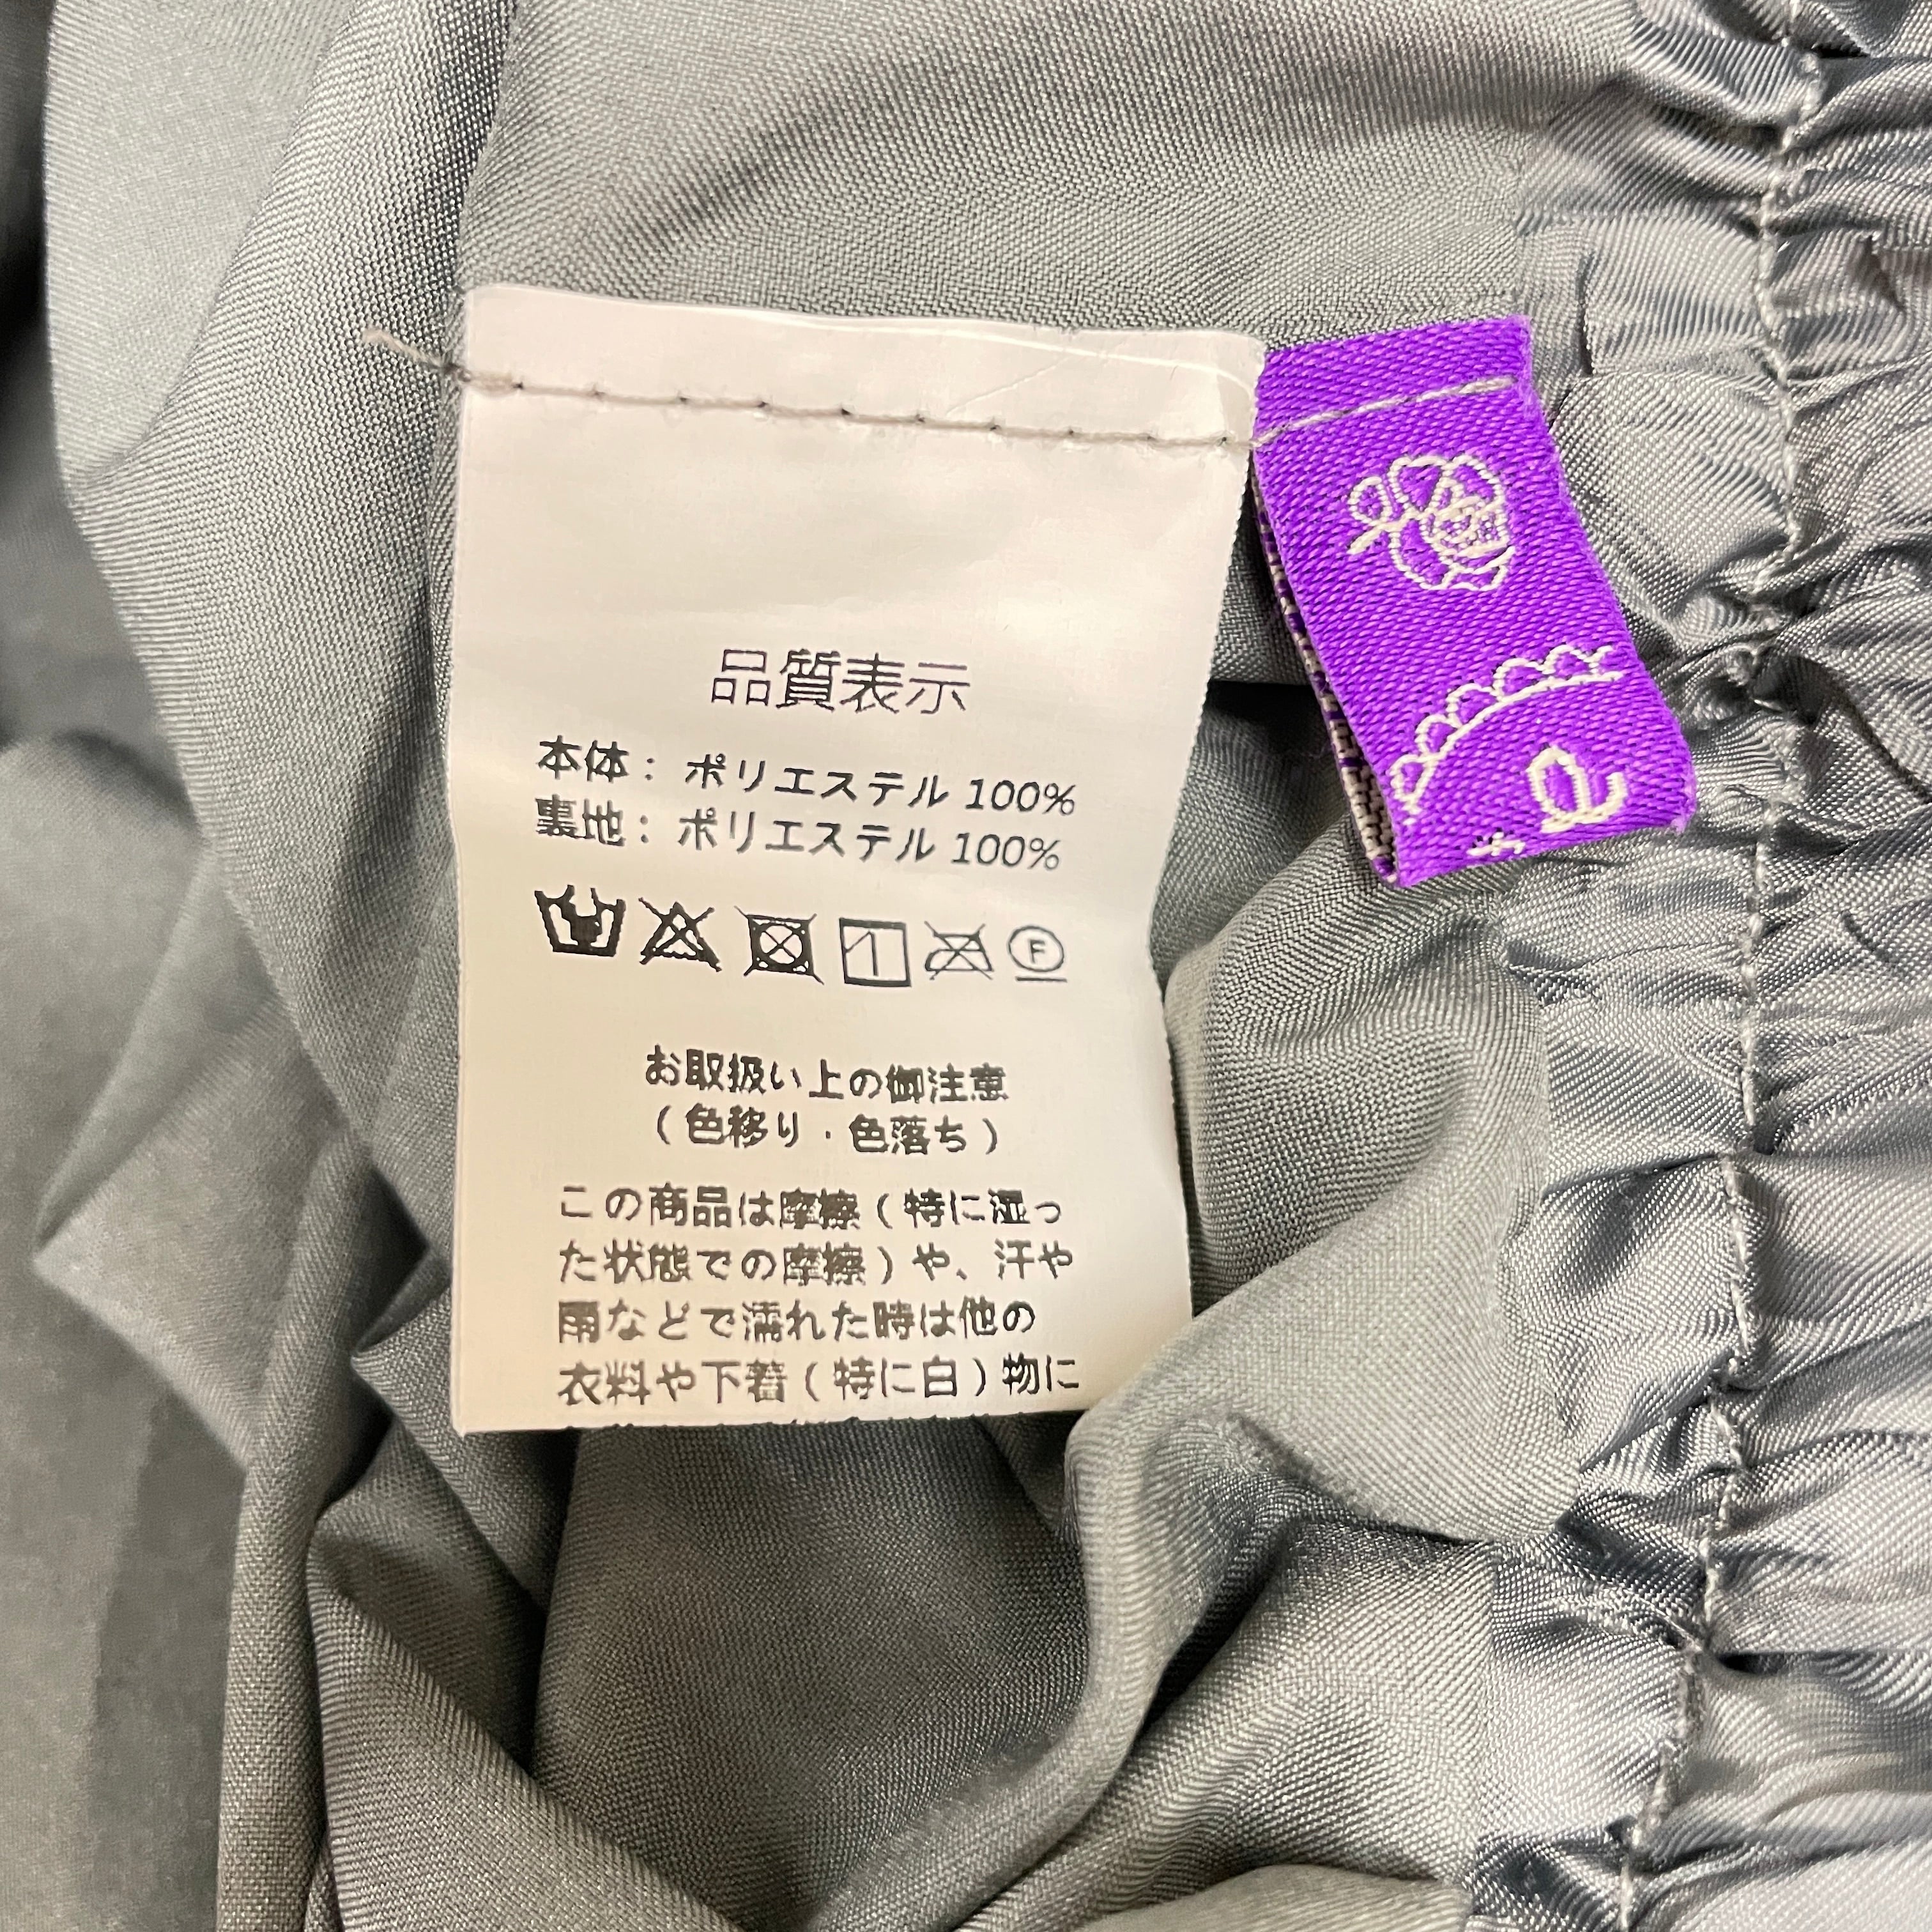 品質表示
本体: ポリエステル 100%
裏地: ポリエステル 100%
F
お取扱い上の御注意
(色移り・色落ち)
この商品は摩擦(特に湿っ
た状態での摩擦)や、汗や
雨などで濡れた時は他の
衣料や下着(特に白)物に
e